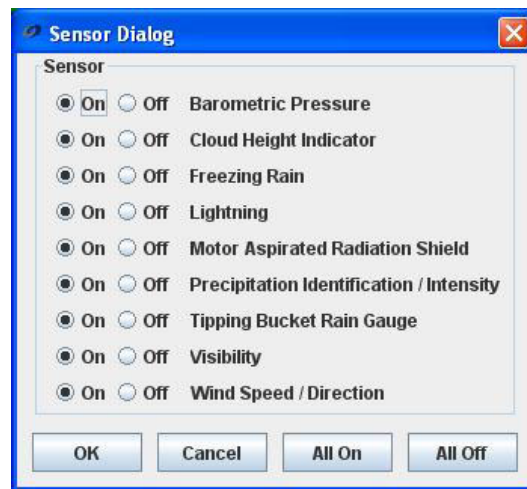 Sensor Dialog
Sensor
On Off Barometric Pressure
On Off Cloud Height Indicator
On Off Freezing Rain
On Off Lightning
On Off Motor Aspirated Radiation Shield
On Off Precipitation Identification / Intensity
On Off Tipping Bucket Rain Gauge
On Off Visibility
On Off Wind Speed / Direction
OK Cancel All On All Off